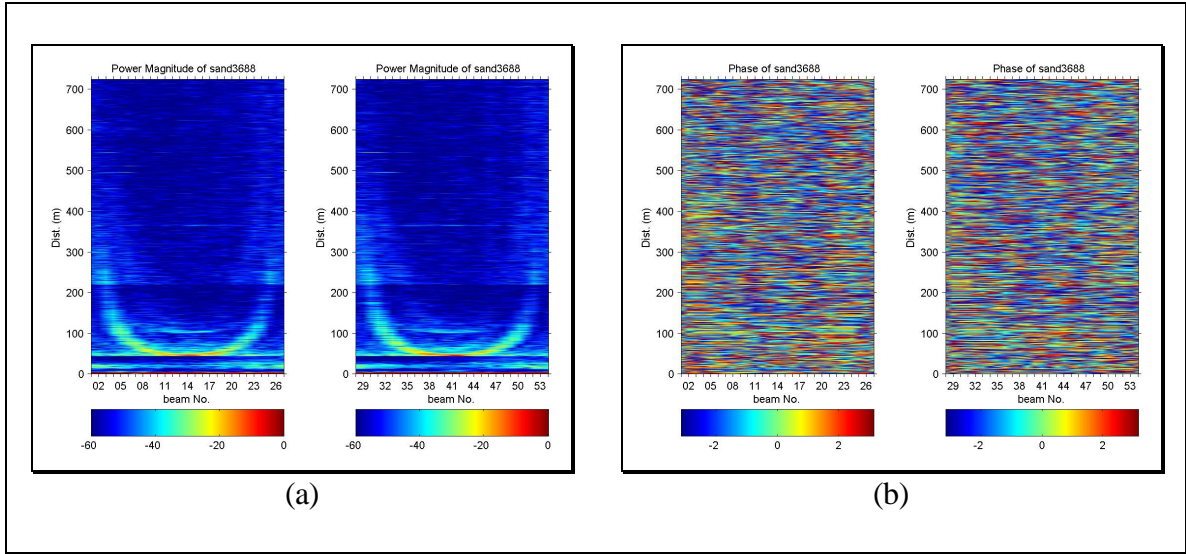 Power Magnitude of sand3688
700
600
500
400
300
200
100
0
Dist. (m)
02 05 08 11 14 17 20 23 26
beam No.
-60 -40 -20 0
Power Magnitude of sand3688
700
600
500
400
300
200
100
0
Dist. (m)
29 32 35 38 41 44 47 50 53
beam No.
-60 -40 -20 0
(a)
Phase of sand3688
700
600
500
400
300
200
100
0
Dist. (m)
02 05 08 11 14 17 20 23 26
beam No.
-2 0 2
Phase of sand3688
700
600
500
400
300
200
100
0
Dist. (m)
29 32 35 38 41 44 47 50 53
beam No.
-2 0 2
(b)